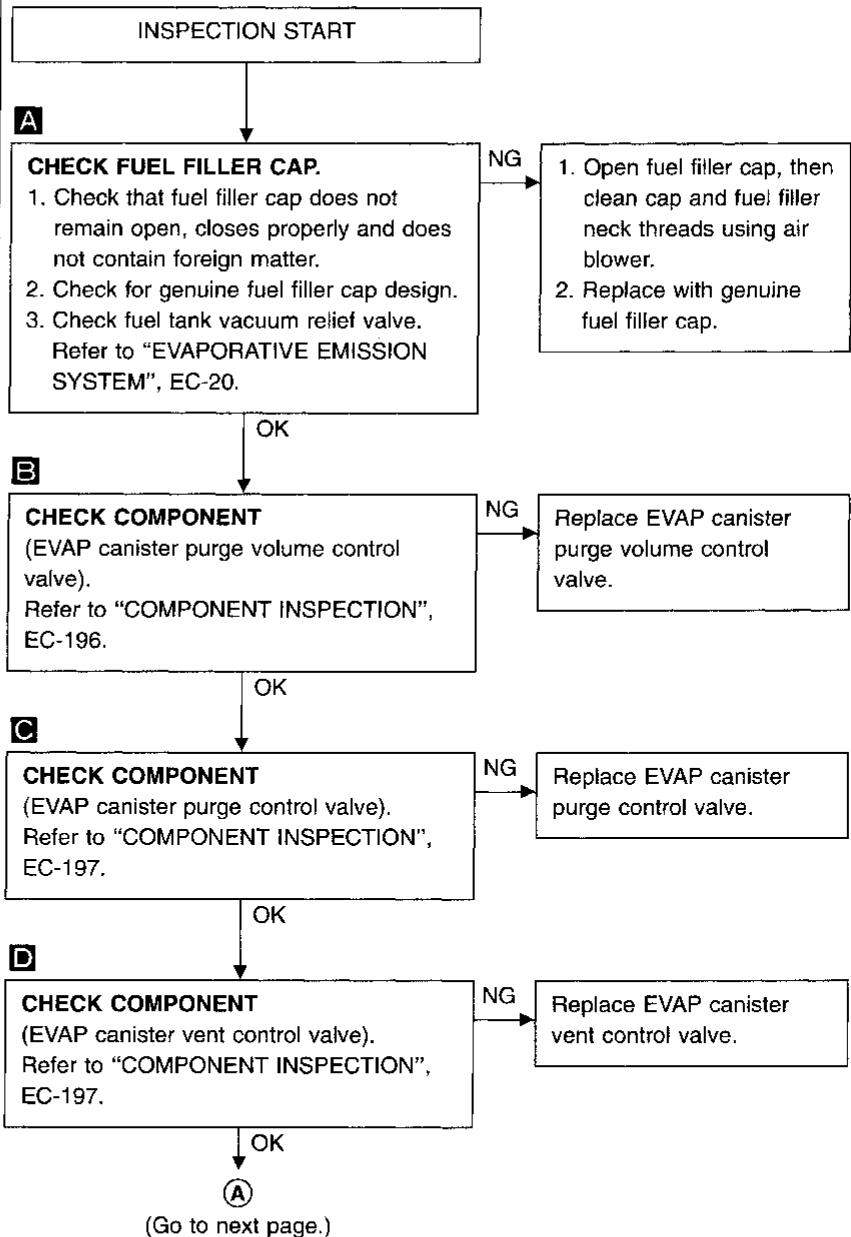 INSPECTION START
A
CHECK FUEL FILLER CAP.
1. Check that fuel filler cap does not
remain open, closes properly and does
not contain foreign matter.
2. Check for genuine fuel filler cap design.
3. Check fuel tank vacuum relief valve.
Refer to “EVAPORATIVE EMISSION
SYSTEM”, EC-20.
NG
1. Open fuel filler cap, then
clean cap and fuel filler
neck threads using air
blower.
2. Replace with genuine
fuel filler cap.
OK
B
CHECK COMPONENT
(EVAP canister purge volume control
valve).
Refer to “COMPONENT INSPECTION”,
EC-196.
NG
Replace EVAP canister
purge volume control
valve.
OK
C
CHECK COMPONENT
(EVAP canister purge control valve).
Refer to “COMPONENT INSPECTION”,
EC-197.
NG
Replace EVAP canister
purge control valve.
OK
D
CHECK COMPONENT
(EVAP canister vent control valve).
Refer to “COMPONENT INSPECTION”,
EC-197.
NG
Replace EVAP canister
vent control valve.
OK
A
(Go to next page.)